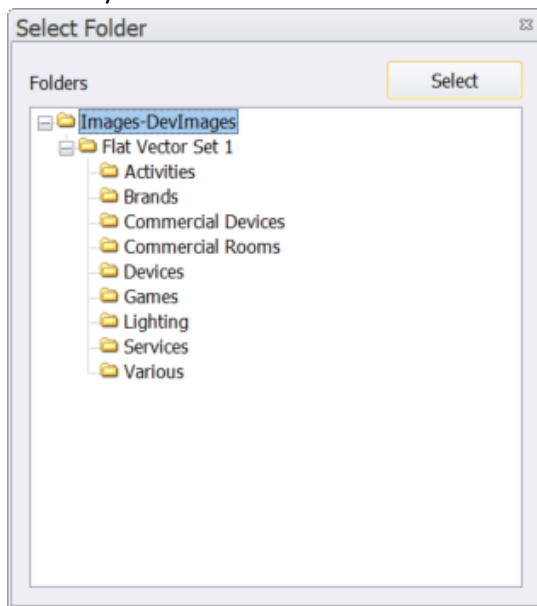 Select Folder
Folders
Select
Images-DevImages
Flat Vector Set 1
Activities
Brands
Commercial Devices
Commercial Rooms
Devices
Games
Lighting
Services
Various